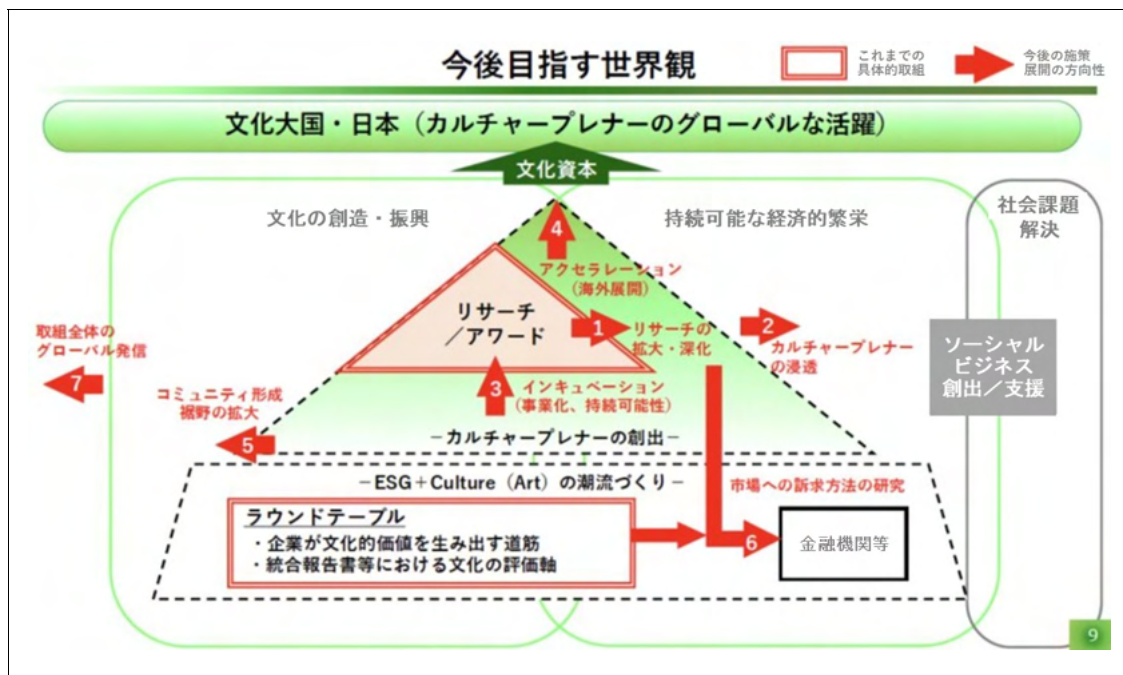 今後目指す世界観
これまでの
具体的取組
今後の施策
展開の方向性
文化大国・日本（カルチャープレナーのグローバルな活躍）
文化資本
文化の創造・振興
持続可能な経済的繁栄
社会課題
解決
4
アクセラレーション
（海外展開）
リサーチ
／アワード
1
リサーチの
拡大・深化
2
カルチャープレナー
の浸透
ソーシャル
ビジネス
創出／支援
取組全体の
グローバル発信
7
3
インキュベーション
（事業化、持続可能性）
コミュニティ形成
裾野の拡大
5
－カルチャープレナーの創出－
－ESG＋Culture（Art）の潮流づくり－
市場への訴求方法の研究
ラウンドテーブル
・企業が文化的価値を生み出す道筋
・統合報告書等における文化の評価軸
6
金融機関等
9